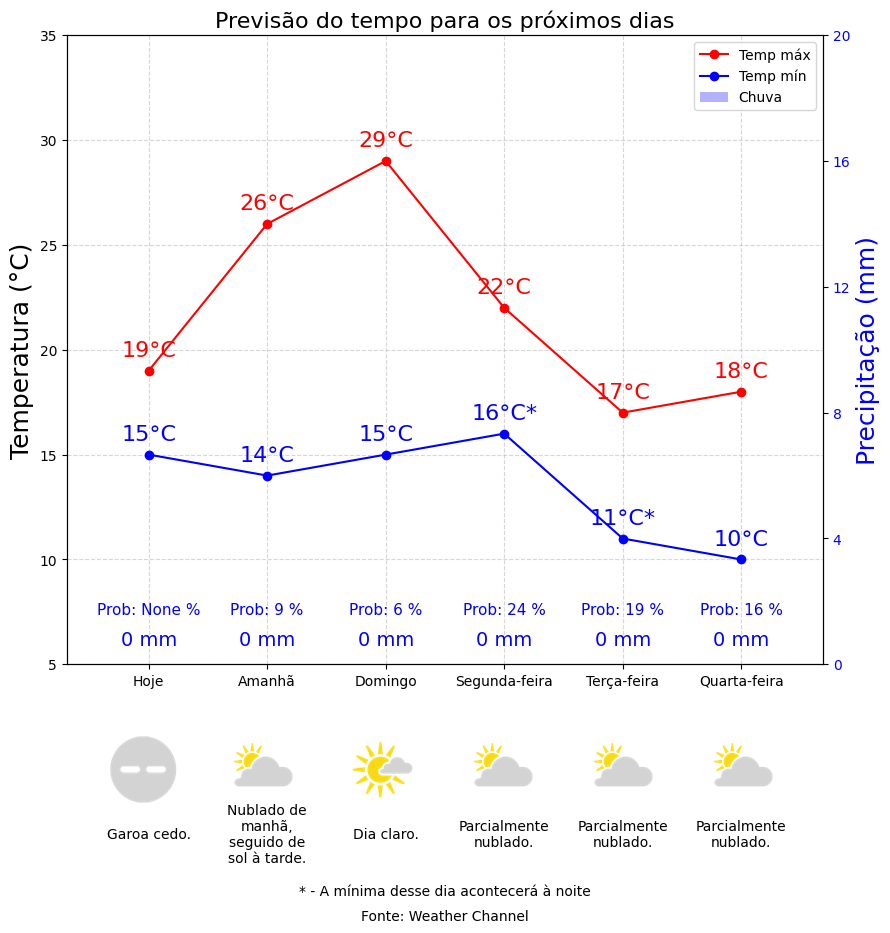 Previsão do tempo para os próximos dias
Temp máx
Temp mín
Chuva
Temperatura (°C)
Precipitação (mm)
35
30
25
20
15
10
5
20
16
12
8
4
0
19°C
26°C
29°C
22°C
17°C
18°C
15°C
14°C
15°C
16°C*
11°C*
10°C
Prob: None %
Prob: 9 %
Prob: 6 %
Prob: 24 %
Prob: 19 %
Prob: 16 %
0 mm
0 mm
0 mm
0 mm
0 mm
0 mm
Hoje
Amanhã
Domingo
Segunda-feira
Terça-feira
Quarta-feira
Garoa cedo.
Nublado de
manhã,
seguido de
sol à tarde.
Dia claro.
Parcialmente
nublado.
Parcialmente
nublado.
Parcialmente
nublado.
* - A mínima desse dia acontecerá à noite
Fonte: Weather Channel